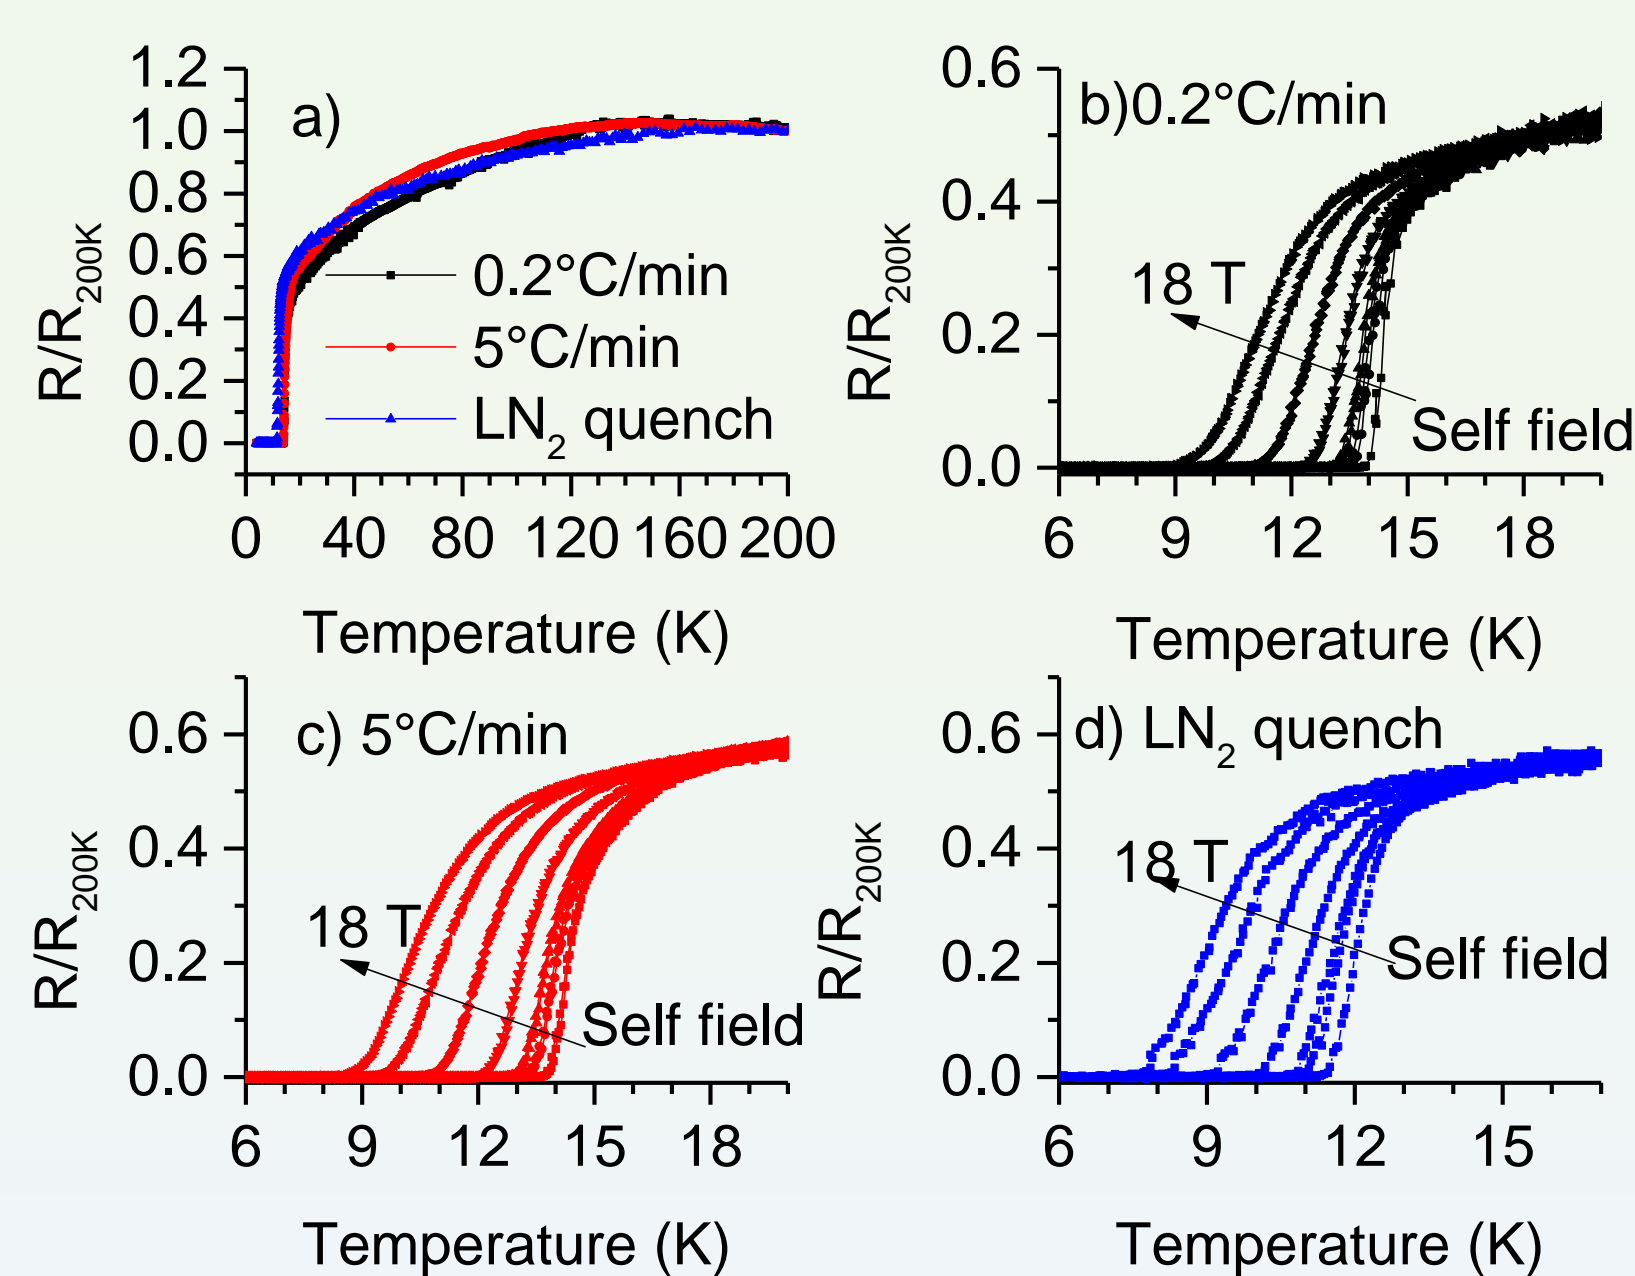 a)
1.2
1.0
0.8
0.6
0.4
0.2
0.0
R/R200K
0.2°C/min
5°C/min
LN2 quench
0 40 80 120 160 200
Temperature (K)
b)0.2°C/min
0.6
0.4
0.2
0.0
R/R200K
18 T
Self field
6 9 12 15 18
Temperature (K)
c) 5°C/min
0.6
0.4
0.2
0.0
R/R200K
18 T
Self field
6 9 12 15 18
Temperature (K)
d) LN2 quench
0.6
0.4
0.2
0.0
R/R200K
18 T
Self field
6 9 12 15
Temperature (K)